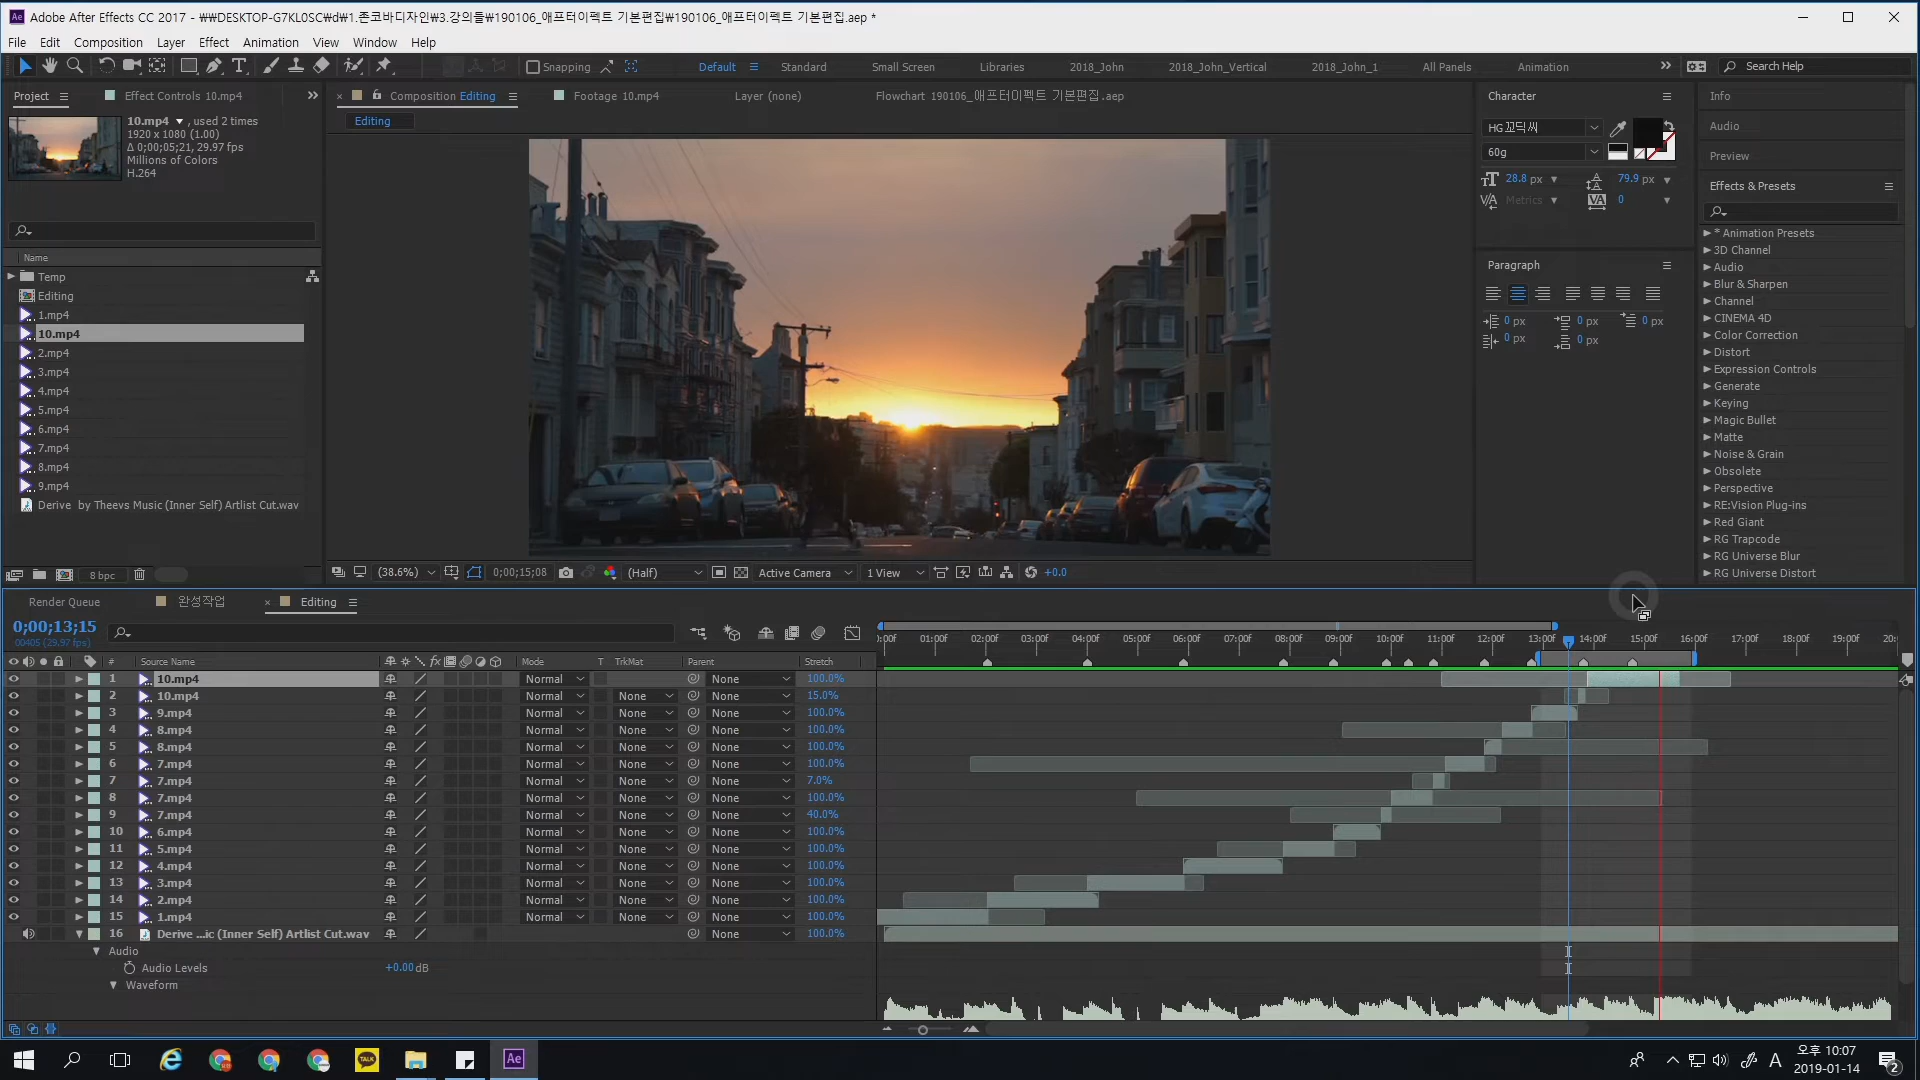 Adobe After Effects CC 2017 - ₩₩DESKTOP-G7KL0SC₩d₩1.존코바디자인₩3.강의들₩190106_애프터이펙트 기본편집₩190106_애프터이펙트 기본편집.aep *
File Edit Composition Layer Effect Animation View Window Help
Snapping Default Standard Small Screen Libraries 2018_John 2018_John_Vertical 2018_John_1 All Panels Animation Search Help
Project Effect Controls 10.mp4
Composition Editing Footage 10.mp4 Layer (none) Flowchart 190106_애프터이펙트 기본편집.aep
Editing
10.mp4 , used 2 times
1920 x 1080 (1.00)
Δ 0;00;05;21, 29.97 fps
Millions of Colors
H.264
Name
Temp
Editing
1.mp4
10.mp4
2.mp4
3.mp4
4.mp4
5.mp4
6.mp4
7.mp4
8.mp4
9.mp4
Derive by Theevs Music (Inner Self) Artlist Cut.wav
8 bpc
(38.6%) 0;00;15;08 (Half) Active Camera 1 View +0.0
Character
HG꼬딕씨
60g
28.8 px 79.9 px
Metrics 0
Paragraph
0 px 0 px 0 px
0 px 0 px
Info
Audio
Preview
Effects & Presets
* Animation Presets
3D Channel
Audio
Blur & Sharpen
Channel
CINEMA 4D
Color Correction
Distort
Expression Controls
Generate
Keying
Magic Bullet
Matte
Noise & Grain
Obsolete
Perspective
RE:Vision Plug-ins
Red Giant
RG Trapcode
RG Universe Blur
RG Universe Distort
Render Queue 완성작업 Editing
0;00;13;15
00405 (29.97 fps)
0:00f 01:00f 02:00f 03:00f 04:00f 05:00f 06:00f 07:00f 08:00f 09:00f 10:00f 11:00f 12:00f 13:00f 14:00f 15:00f 16:00f 17:00f 18:00f 19:00f 20:
# Source Name Mode T TrkMat Parent Stretch
1 10.mp4 Normal None 100.0%
2 10.mp4 Normal None None 15.0%
3 9.mp4 Normal None None 100.0%
4 8.mp4 Normal None None 100.0%
5 8.mp4 Normal None None 100.0%
6 7.mp4 Normal None None 100.0%
7 7.mp4 Normal None None 7.0%
8 7.mp4 Normal None None 100.0%
9 7.mp4 Normal None None 40.0%
10 6.mp4 Normal None None 100.0%
11 5.mp4 Normal None None 100.0%
12 4.mp4 Normal None None 100.0%
13 3.mp4 Normal None None 100.0%
14 2.mp4 Normal None None 100.0%
15 1.mp4 Normal None None 100.0%
16 Derive ...ic (Inner Self) Artlist Cut.wav None 100.0%
Audio
Audio Levels +0.00 dB
Waveform
TALK
Ae
A
오후 10:07
2019-01-14
2